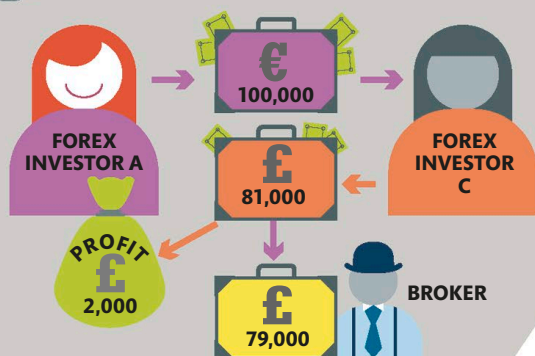 €
100,000
FOREX
INVESTOR A
FOREX
INVESTOR
C
£
81,000
PROFIT
£
2,000
£
79,000
BROKER